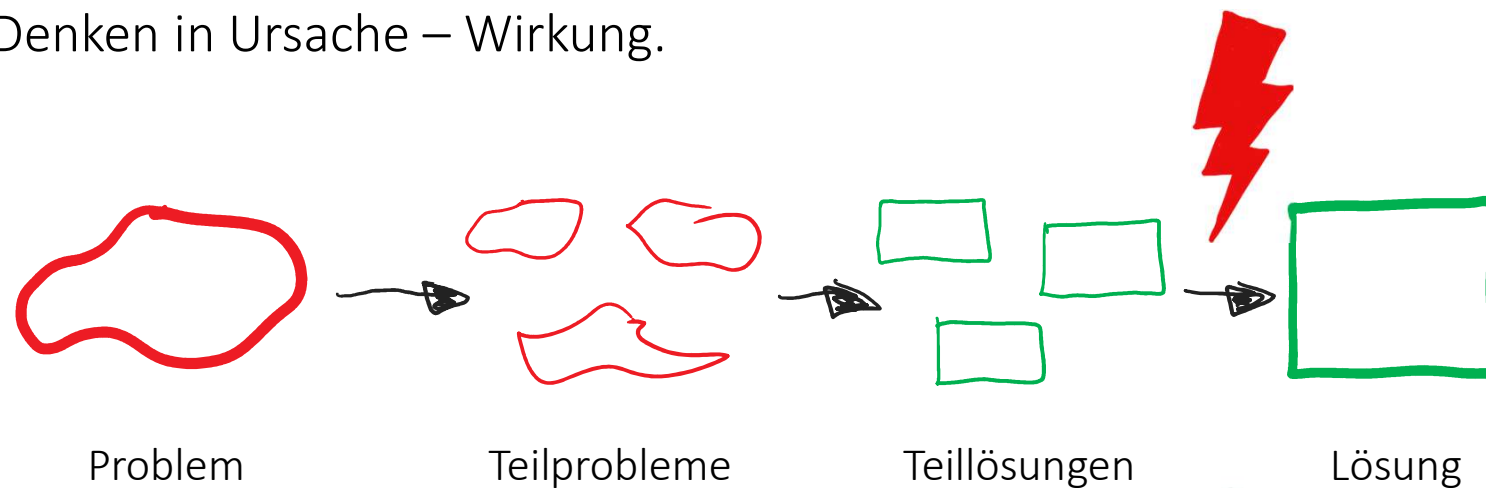 Denken in Ursache – Wirkung.
Problem
Teilprobleme
Teillösungen
Lösung